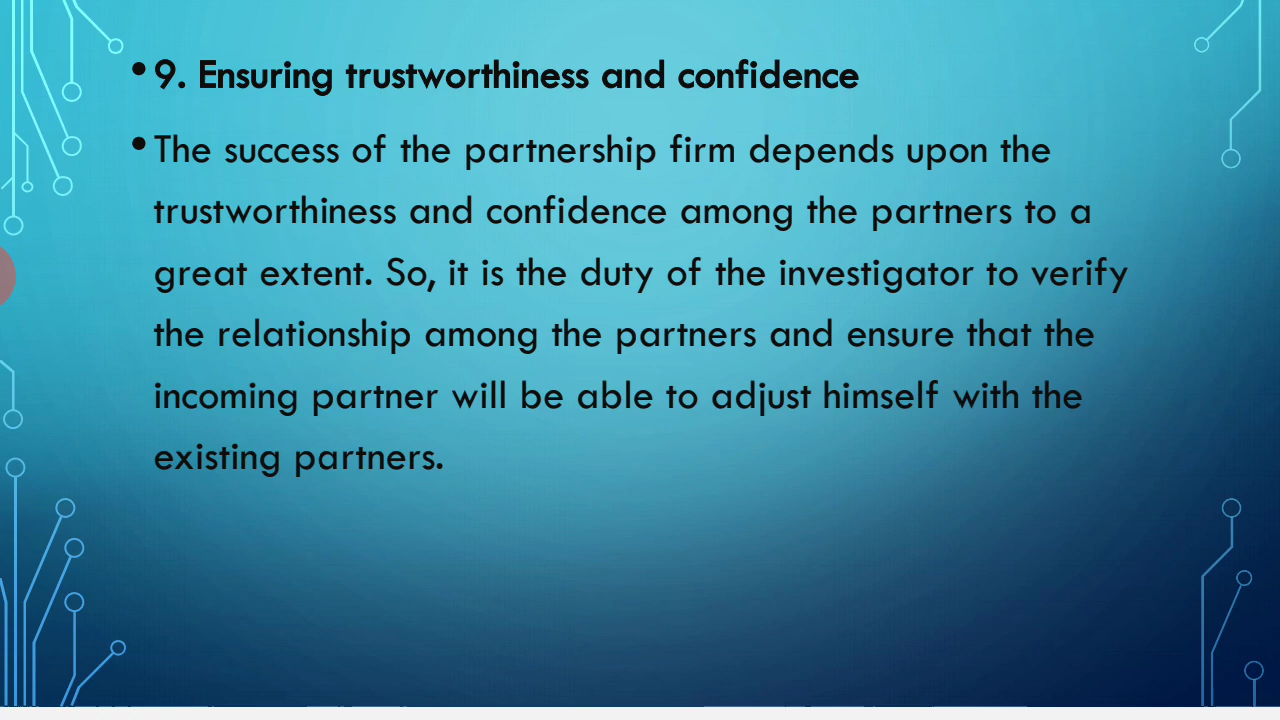 • 9. Ensuring trustworthiness and confidence
• The success of the partnership firm depends upon the
trustworthiness and confidence among the partners to a
great extent. So, it is the duty of the investigator to verify
the relationship among the partners and ensure that the
incoming partner will be able to adjust himself with the
existing partners.